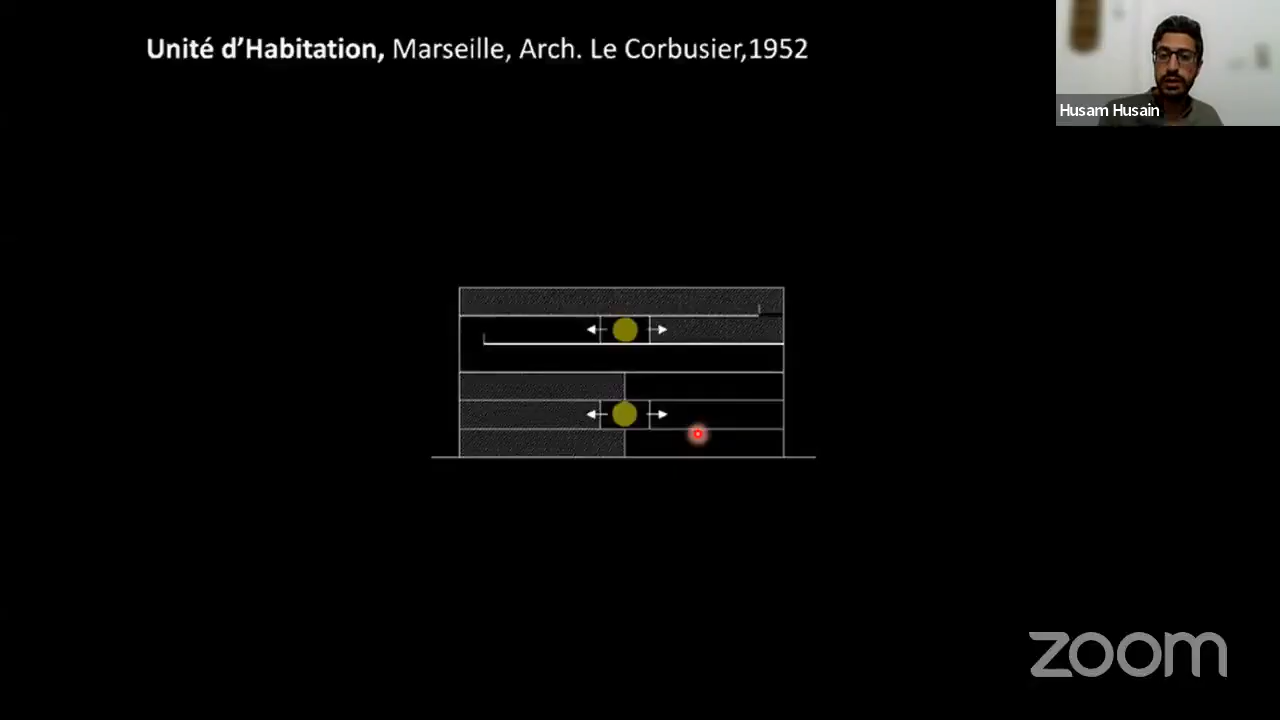 Unité d’Habitation, Marseille, Arch. Le Corbusier,1952
Husam Husain
zoom